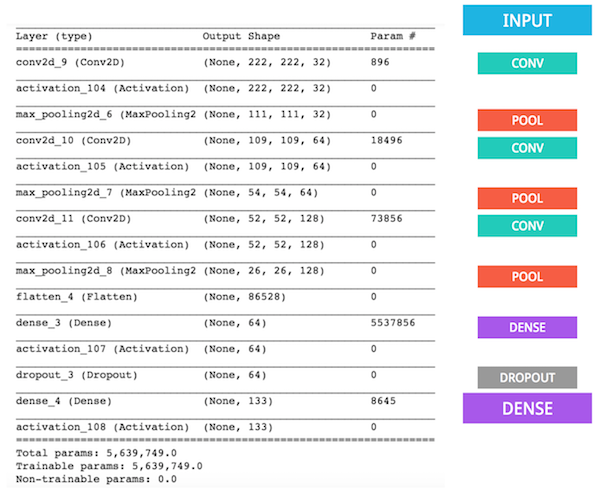 Layer (type) Output Shape Param #
conv2d_9 (Conv2D) (None, 222, 222, 32) 896
activation_104 (Activation) (None, 222, 222, 32) 0
max_pooling2d_6 (MaxPooling2 (None, 111, 111, 32) 0
conv2d_10 (Conv2D) (None, 109, 109, 64) 18496
activation_105 (Activation) (None, 109, 109, 64) 0
max_pooling2d_7 (MaxPooling2 (None, 54, 54, 64) 0
conv2d_11 (Conv2D) (None, 52, 52, 128) 73856
activation_106 (Activation) (None, 52, 52, 128) 0
max_pooling2d_8 (MaxPooling2 (None, 26, 26, 128) 0
flatten_4 (Flatten) (None, 86528) 0
dense_3 (Dense) (None, 64) 5537856
activation_107 (Activation) (None, 64) 0
dropout_3 (Dropout) (None, 64) 0
dense_4 (Dense) (None, 133) 8645
activation_108 (Activation) (None, 133) 0
Total params: 5,639,749.0
Trainable params: 5,639,749.0
Non-trainable params: 0.0
INPUT
CONV
POOL
CONV
POOL
CONV
POOL
DENSE
DROPOUT
DENSE